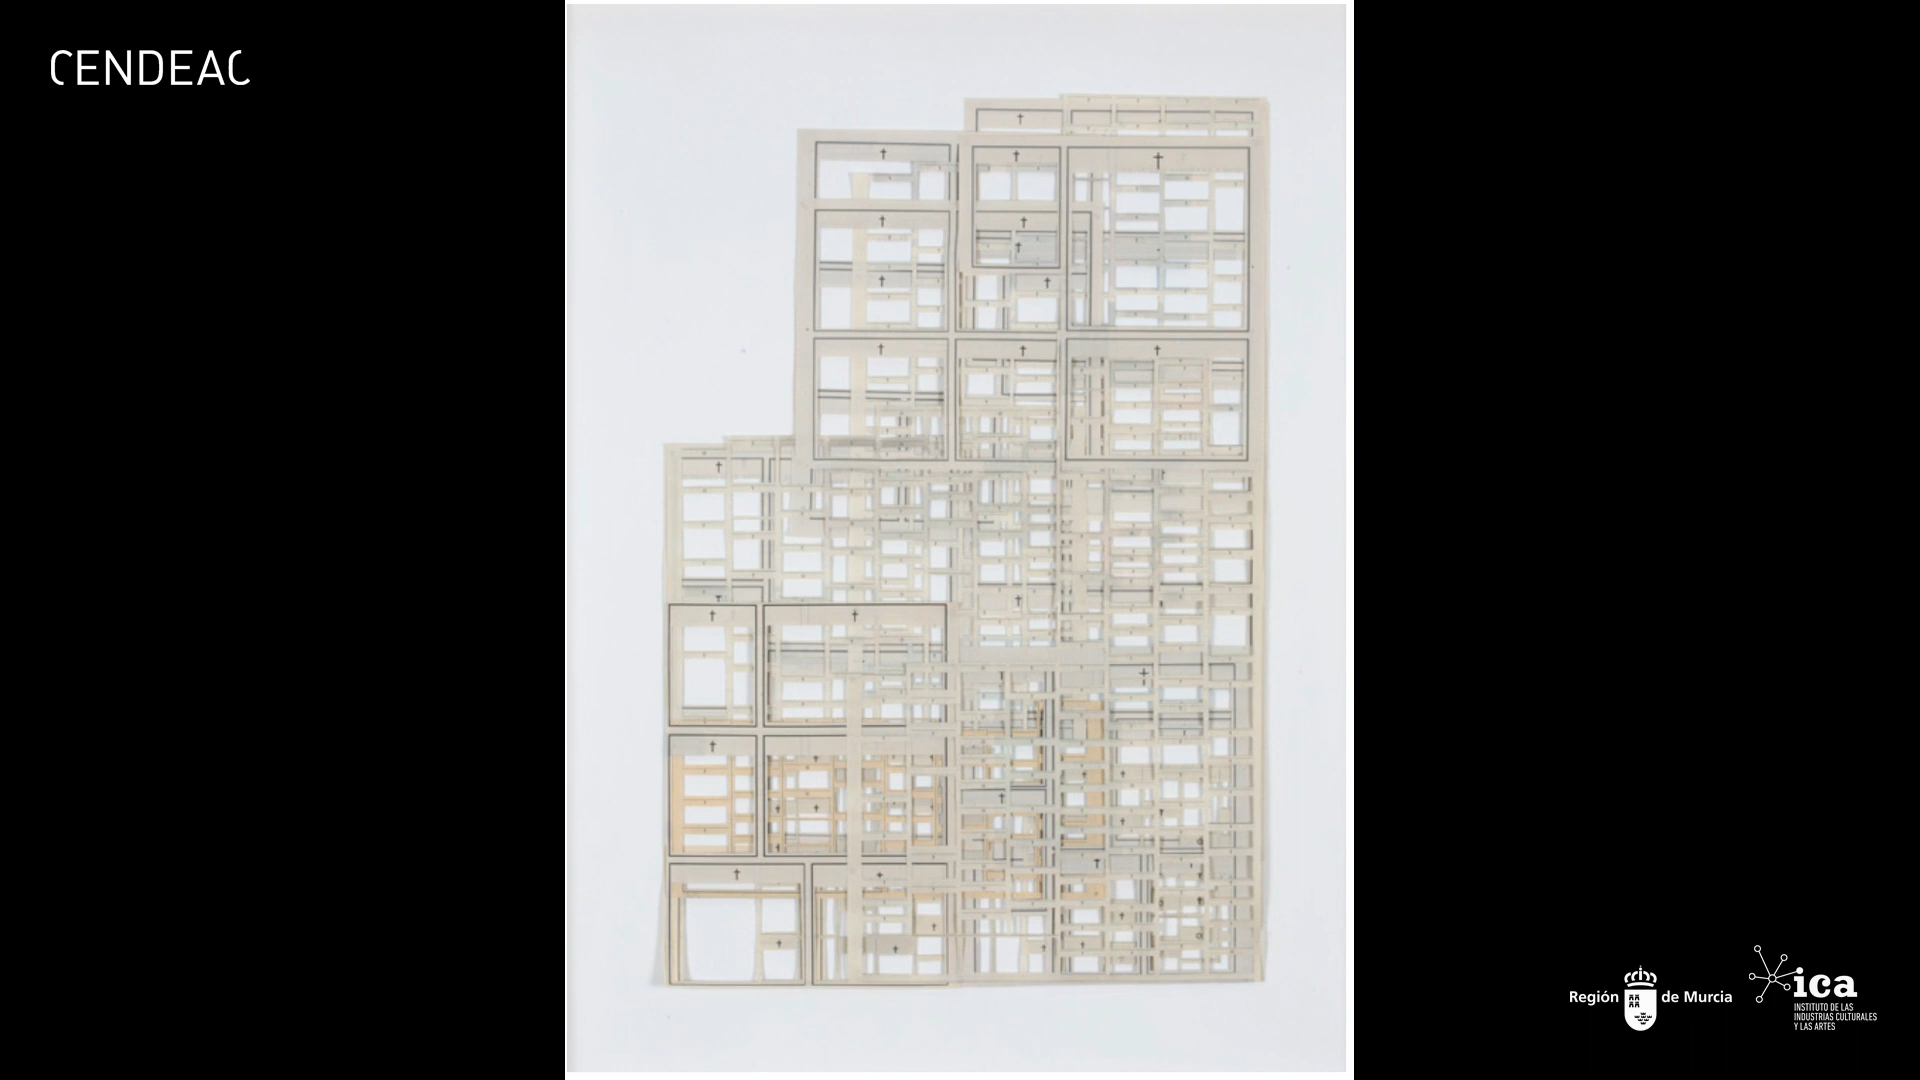 CENDEAC
Región de Murcia
ica
INSTITUTO DE LAS
INDUSTRIAS CULTURALES
Y LAS ARTES